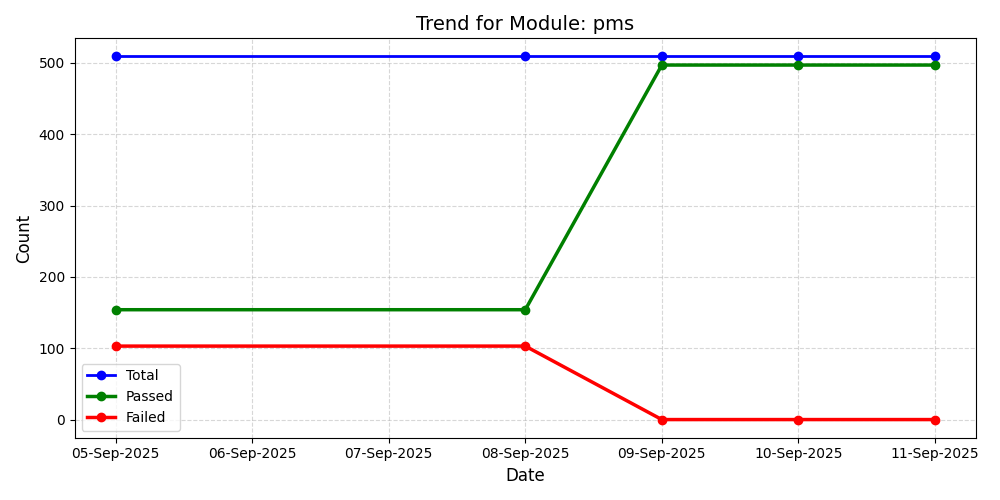 Trend for Module: pms
Count
500
400
300
200
100
0
Total
Passed
Failed
05-Sep-2025 06-Sep-2025 07-Sep-2025 08-Sep-2025 09-Sep-2025 10-Sep-2025 11-Sep-2025
Date